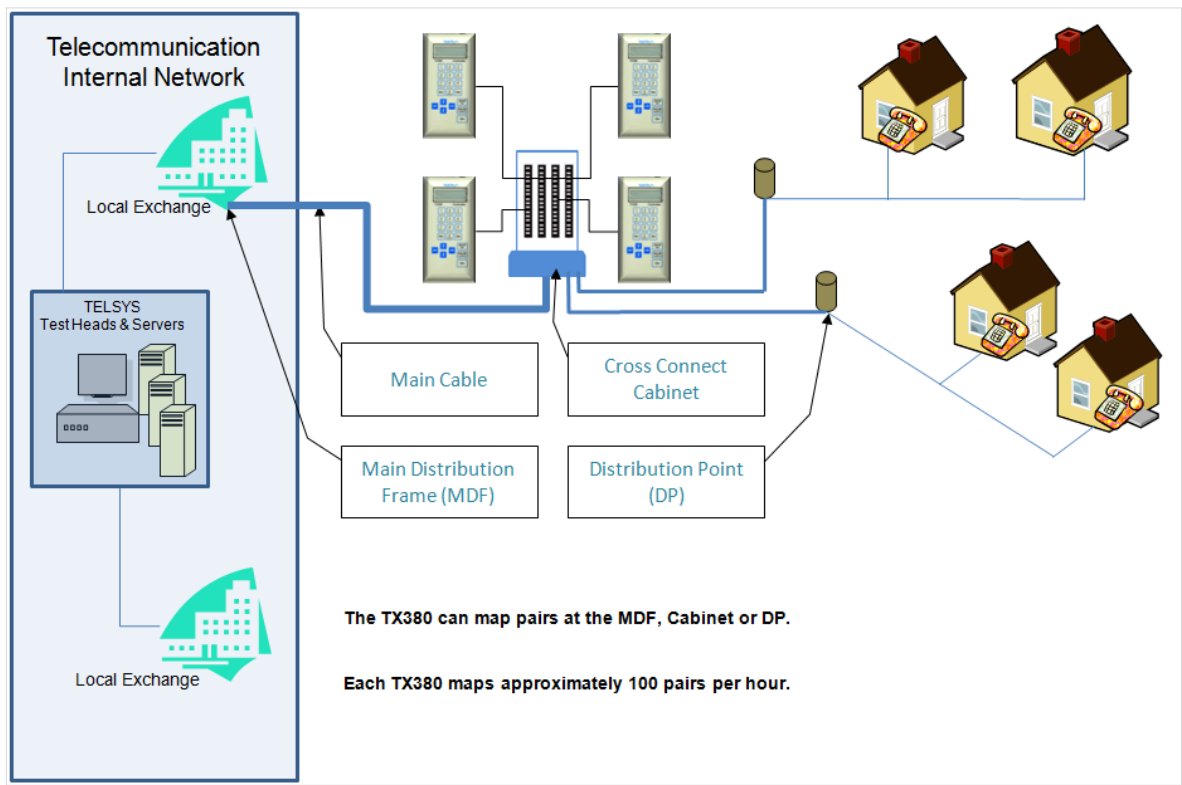 Telecommunication
Internal Network
Local Exchange
TELSYS
Test Heads & Servers
Main Cable
Cross Connect
Cabinet
Main Distribution
Frame (MDF)
Distribution Point
(DP)
The TX380 can map pairs at the MDF, Cabinet or DP.
Local Exchange
Each TX380 maps approximately 100 pairs per hour.